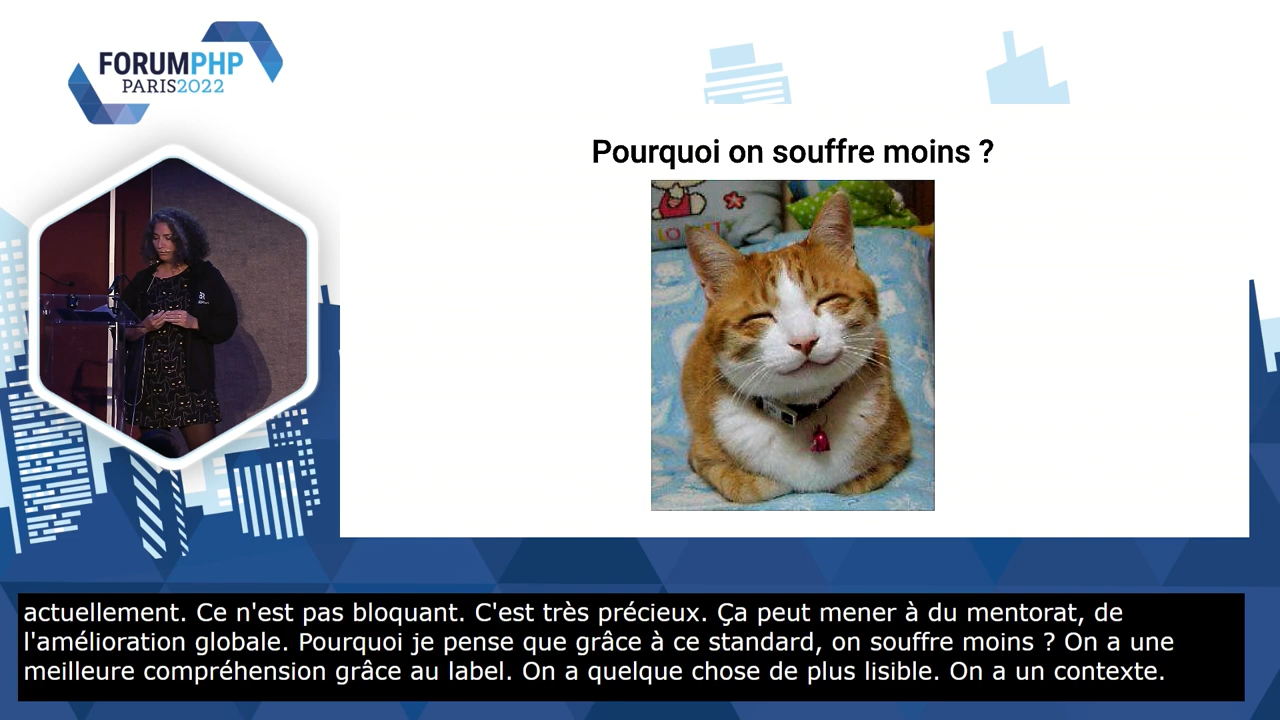 FORUMPHP
PARIS2022
Pourquoi on souffre moins ?
actuellement. Ce n'est pas bloquant. C'est très précieux. Ça peut mener à du mentorat, de
l'amélioration globale. Pourquoi je pense que grâce à ce standard, on souffre moins ? On a une
meilleure compréhension grâce au label. On a quelque chose de plus lisible. On a un contexte.